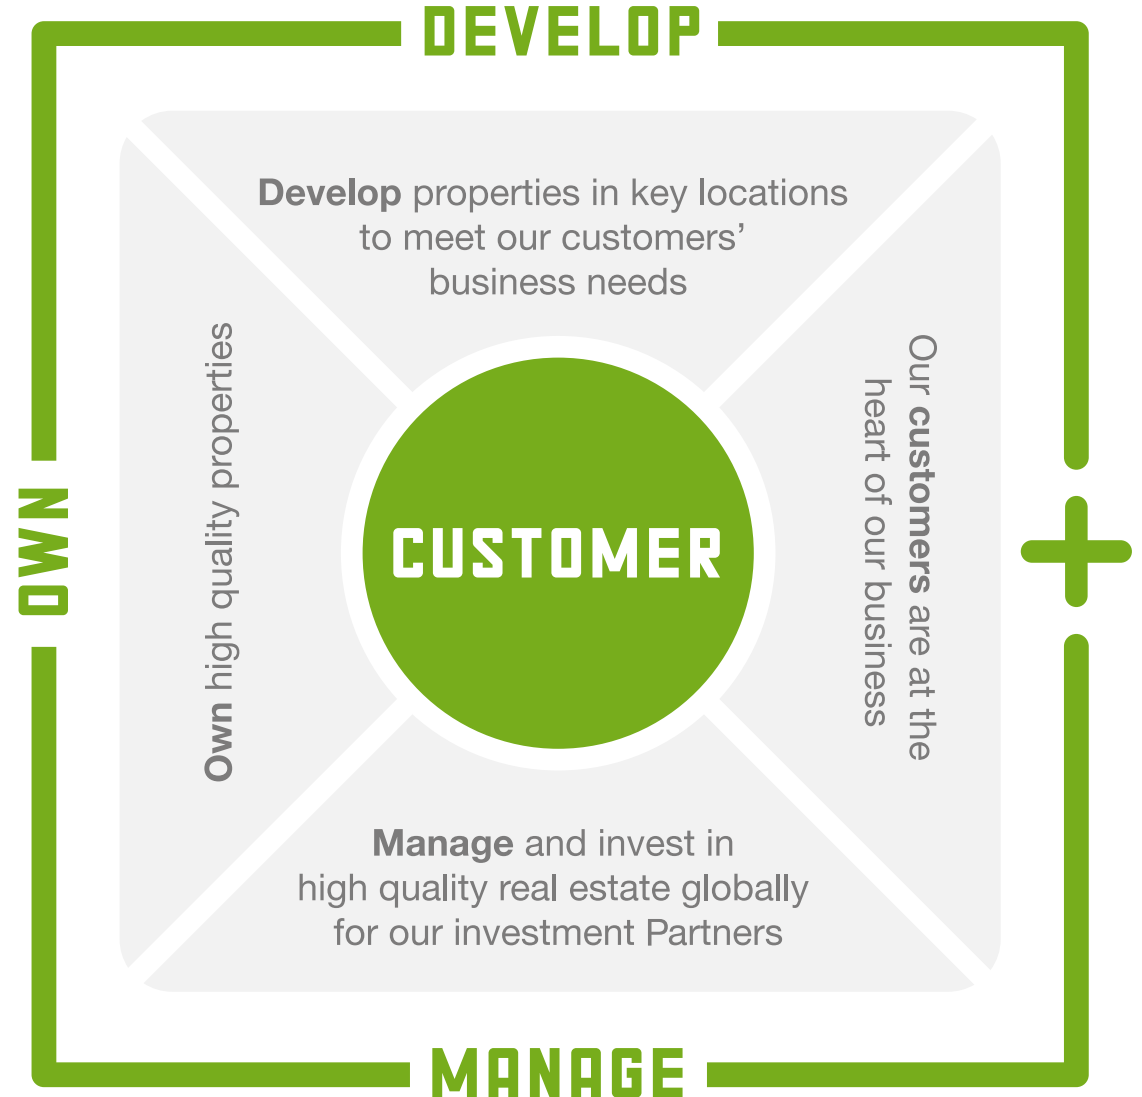 DEVELOP
Develop properties in key locations
to meet our customers’
business needs
OWN
Own high quality properties
CUSTOMER
Our customers are at the
heart of our business
+
Manage and invest in
high quality real estate globally
for our investment Partners
MANAGE